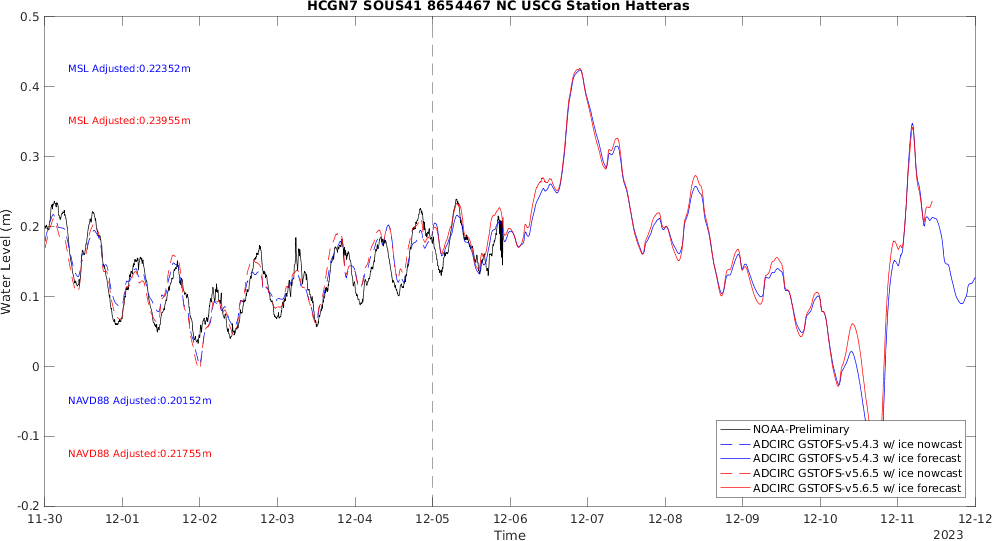 HCGN7 SOUS41 8654467 NC USCG Station Hatteras
0.5
0.4
0.3
0.2
0.1
0
-0.1
-0.2
Water Level (m)
MSL Adjusted:0.22352m
MSL Adjusted:0.23955m
NAVD88 Adjusted:0.20152m
NAVD88 Adjusted:0.21755m
NOAA-Preliminary
ADCIRC GSTOFS-v5.4.3 w/ ice nowcast
ADCIRC GSTOFS-v5.4.3 w/ ice forecast
ADCIRC GSTOFS-v5.6.5 w/ ice nowcast
ADCIRC GSTOFS-v5.6.5 w/ ice forecast
11-30 12-01 12-02 12-03 12-04 12-05 12-06 12-07 12-08 12-09 12-10 12-11 12-12
Time
2023